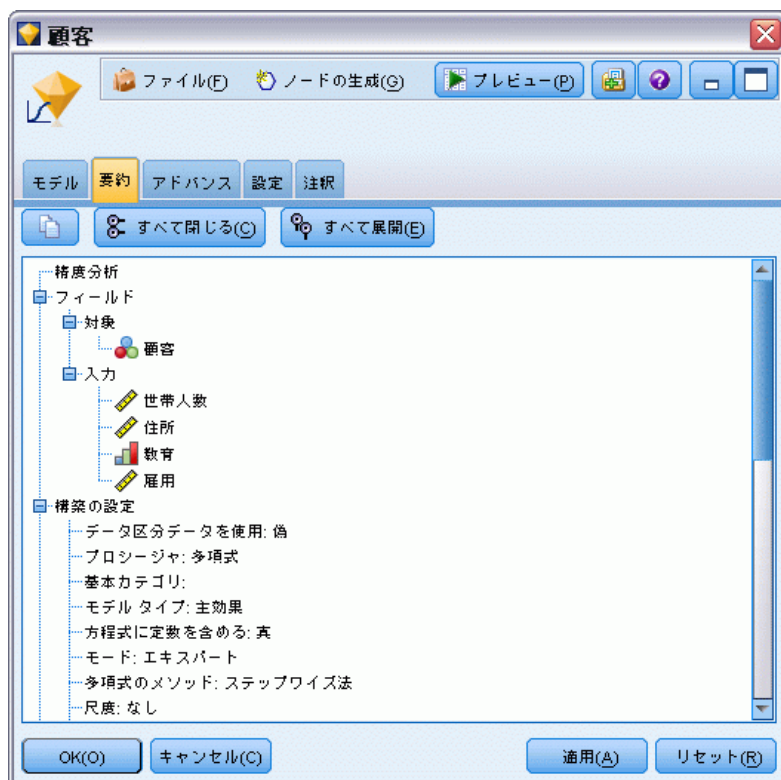 顧客
ファイル(F) ノードの生成(G) プレビュー(P)
モデル 要約 アドバンス 設定 注釈
すべて閉じる(C) すべて展開(E)
精度分析
フィールド
対象
顧客
入力
世帯人数
住所
教育
雇用
構築の設定
データ区分データを使用: 偽
プロシージャ: 多項式
基本カテゴリ:
モデル タイプ: 主効果
方程式に定数を含める: 真
モード: エキスパート
多項式のメソッド: ステップワイズ法
尺度: なし
OK(O) キャンセル(C) 適用(A) リセット(R)